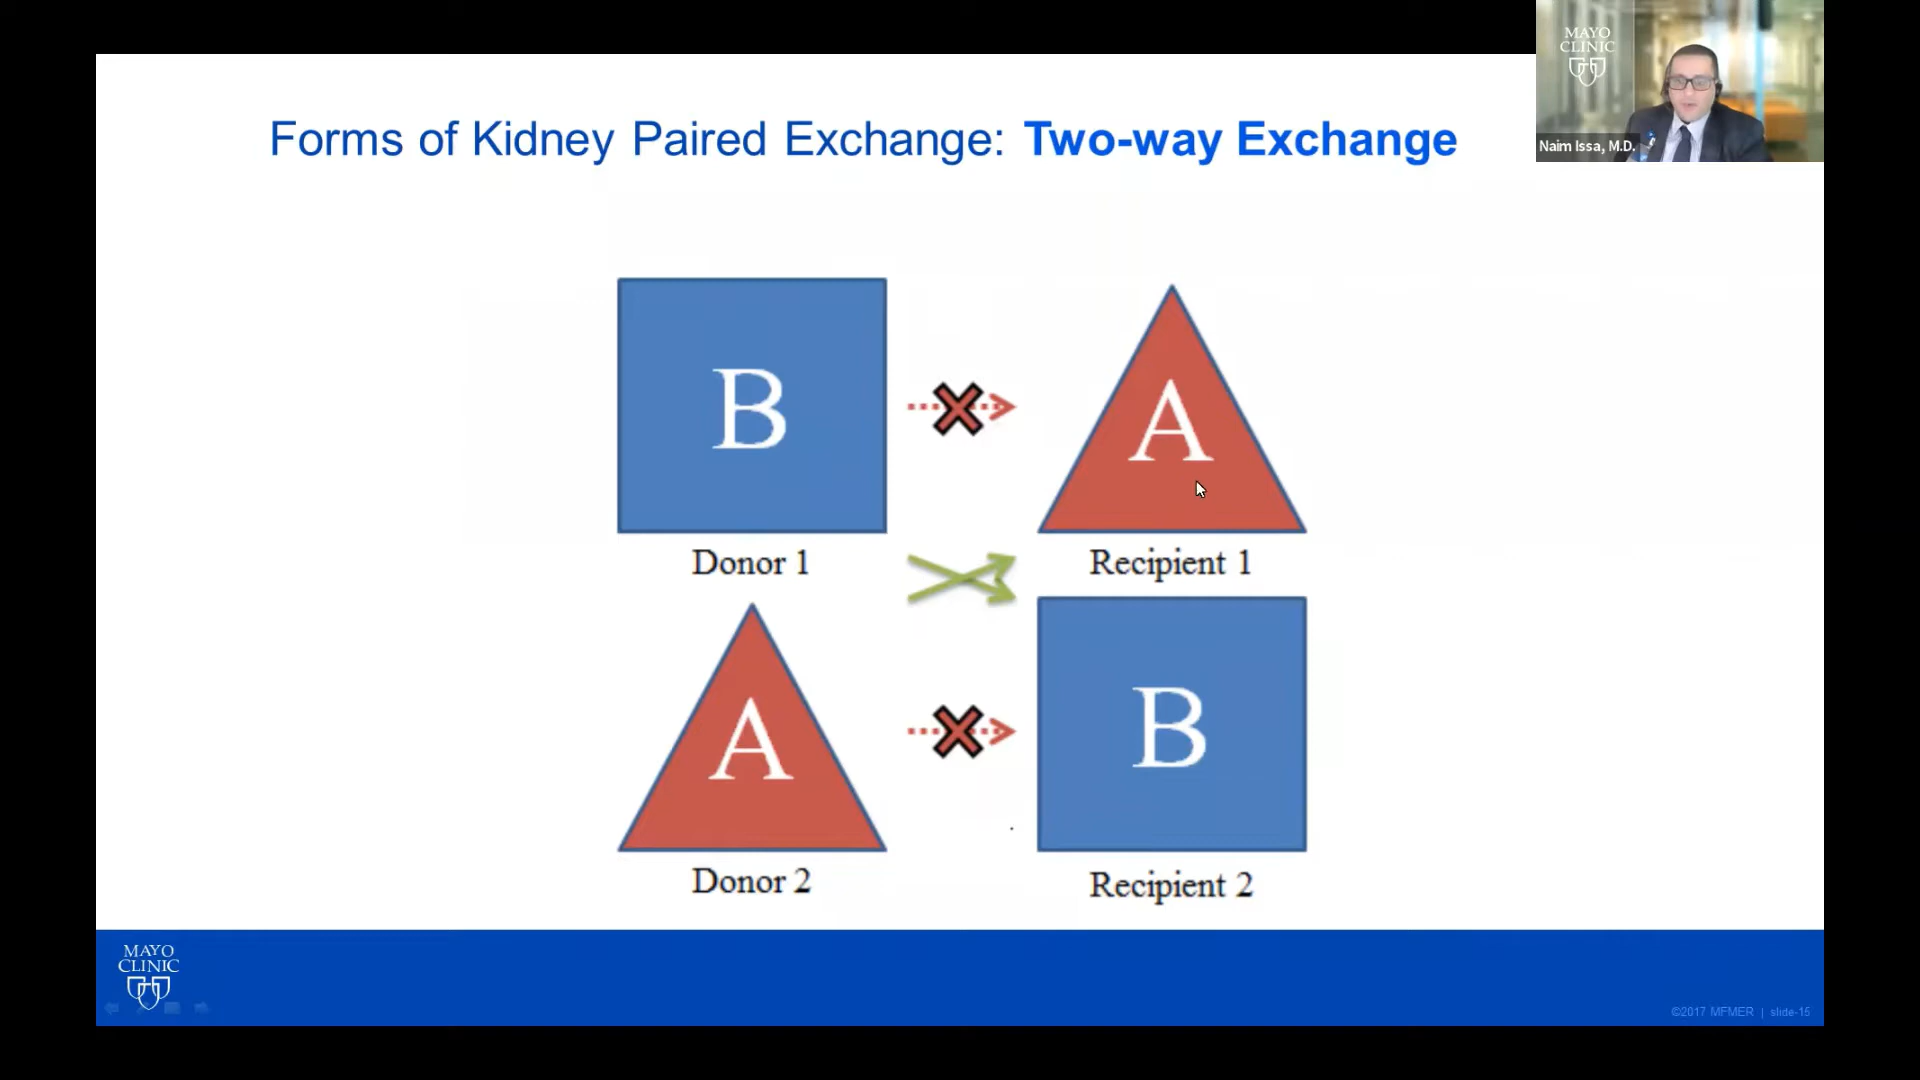 MAYO
CLINIC
Naim Issa, M.D.
Forms of Kidney Paired Exchange: Two-way Exchange
B
A
Donor 1
Recipient 1
A
B
Donor 2
Recipient 2
MAYO
CLINIC
©2017 MFMER | slide-15